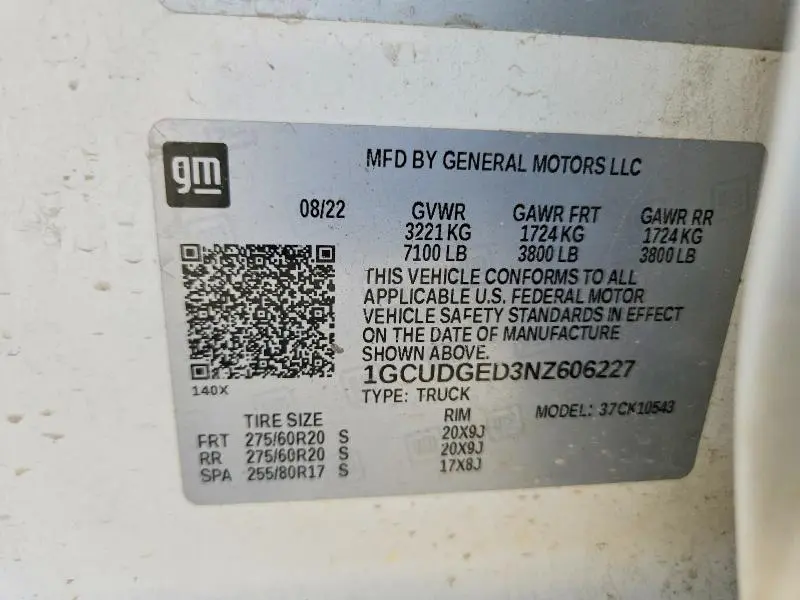 gm
MFD BY GENERAL MOTORS LLC
08/22 GVWR GAWR FRT GAWR RR
3221 KG 1724 KG 1724 KG
7100 LB 3800 LB 3800 LB
THIS VEHICLE CONFORMS TO ALL
APPLICABLE U.S. FEDERAL MOTOR
VEHICLE SAFETY STANDARDS IN EFFECT
ON THE DATE OF MANUFACTURE
SHOWN ABOVE.
140X
1GCUDGED3NZ606227
TYPE: TRUCK
MODEL: 37CK10543
TIRE SIZE RIM
FRT 275/60R20 S 20X9J
RR 275/60R20 S 20X9J
SPA 255/80R17 S 17X8J